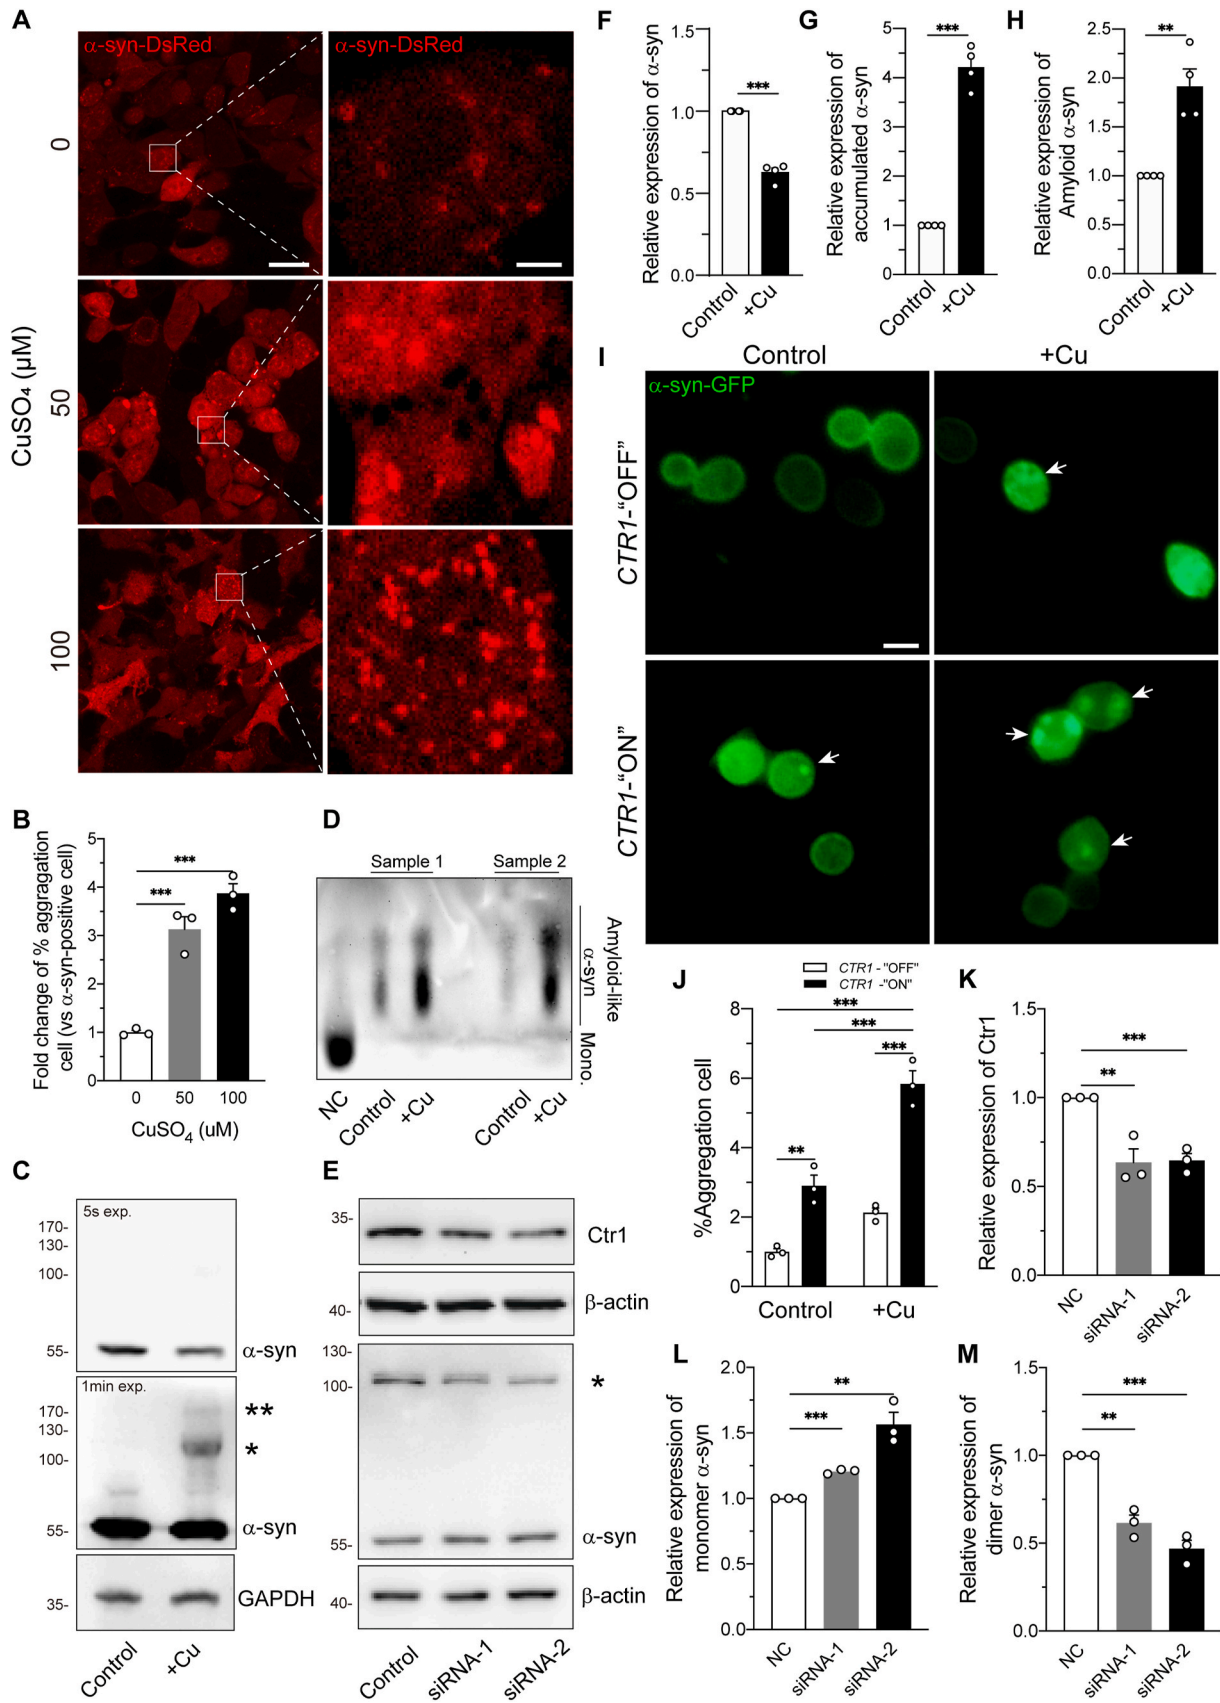 A
α-syn-DsRed
α-syn-DsRed
0
50
100
CuSO₄ (μM)
B
Fold change of % aggragation
cell (vs α-syn-positive cell)
5
4
3
2
1
0
***
***
0 50 100
CuSO₄ (uM)
C
5s exp.
170-
130-
100-
55-
α-syn
1min exp.
170-
130-
100-
55-
**
*
α-syn
35-
GAPDH
Control
+Cu
D
Sample 1
Sample 2
Amyloid-like
α-syn
Mono.
NC
Control
+Cu
Control
+Cu
E
35-
Ctr1
40-
β-actin
130-
100-
*
55-
α-syn
40-
β-actin
Control
siRNA-1
siRNA-2
F
Relative expression of α-syn
1.5
1.0
0.5
0.0
***
Control
+Cu
G
Relative expression of
accumulated α-syn
5
4
3
2
1
0
***
Control
+Cu
H
Relative expression of
Amyloid α-syn
2.5
2.0
1.5
1.0
0.5
0.0
**
Control
+Cu
I
Control
+Cu
α-syn-GFP
CTR1-“OFF”
CTR1-“ON”
J
CTR1 - "OFF"
CTR1 -"ON"
%Aggregation cell
8
6
4
2
0
***
***
***
**
Control
+Cu
K
Relative expression of Ctr1
1.5
1.0
0.5
0.0
***
**
NC
siRNA-1
siRNA-2
L
Relative expression of
monomer α-syn
2.0
1.5
1.0
0.5
0.0
**
***
NC
siRNA-1
siRNA-2
M
Relative expression of
dimer α-syn
1.5
1.0
0.5
0.0
***
**
NC
siRNA-1
siRNA-2